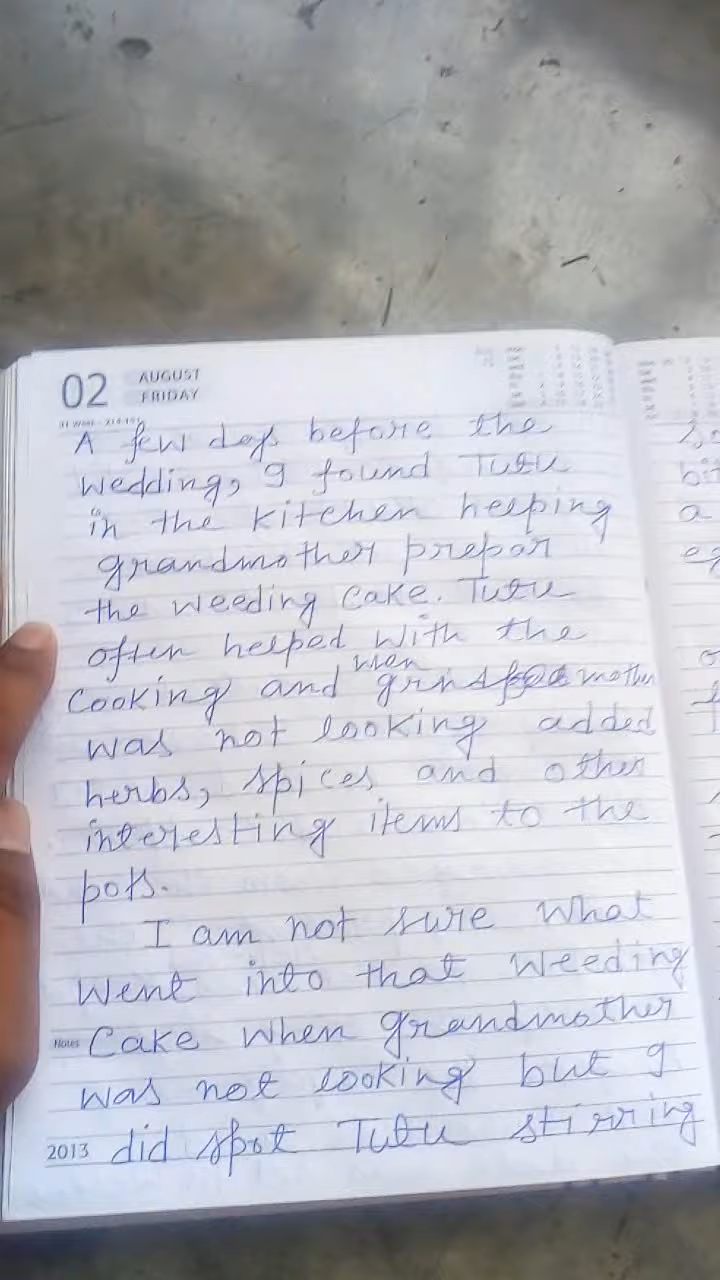 02 AUGUST
FRIDAY
A few days before the
wedding, I found Tutu
in the kitchen helping
grandmother prepar
the weeding cake. Tutu
often helped with the
cooking and when grndmother
was not looking added
herbs, spices and other
interesting items to the
pots.
I am not sure what
went into that weeding
Notes Cake when grandmother
was not looking but I
2013 did spot Tutu stirring